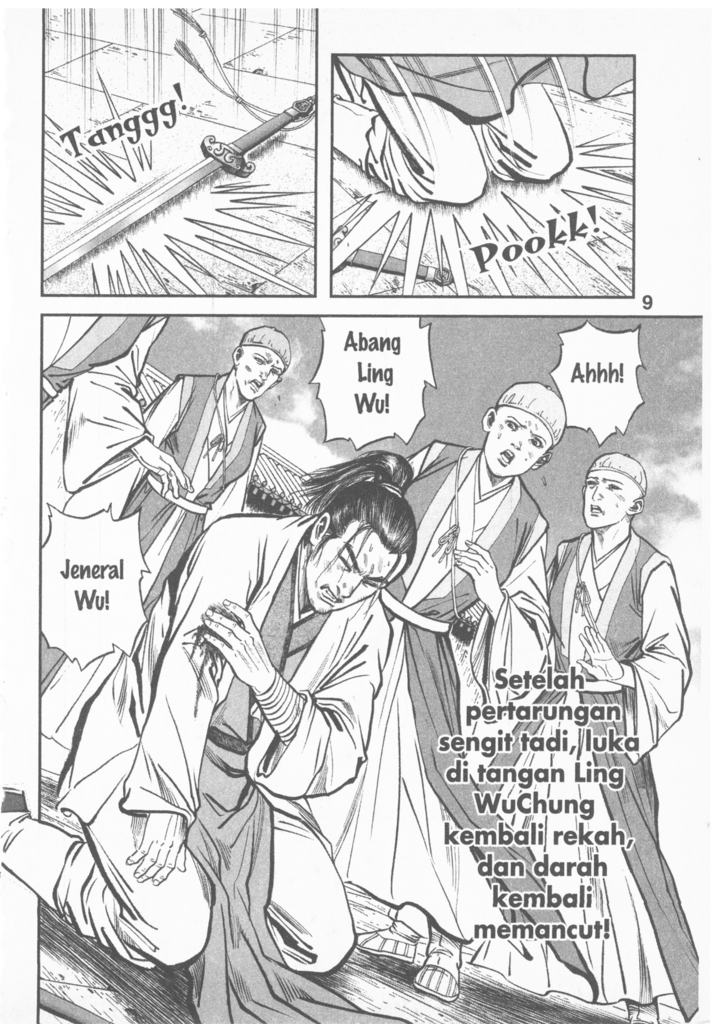 Tanggg!
Pookk!
9
Abang
Ling
Wu!
Ahhh!
Jeneral
Wu!
Setelah
pertarungan
sengit tadi, luka
di tangan Ling
WuChung
kembali rekah,
dan darah
kembali
memancut!